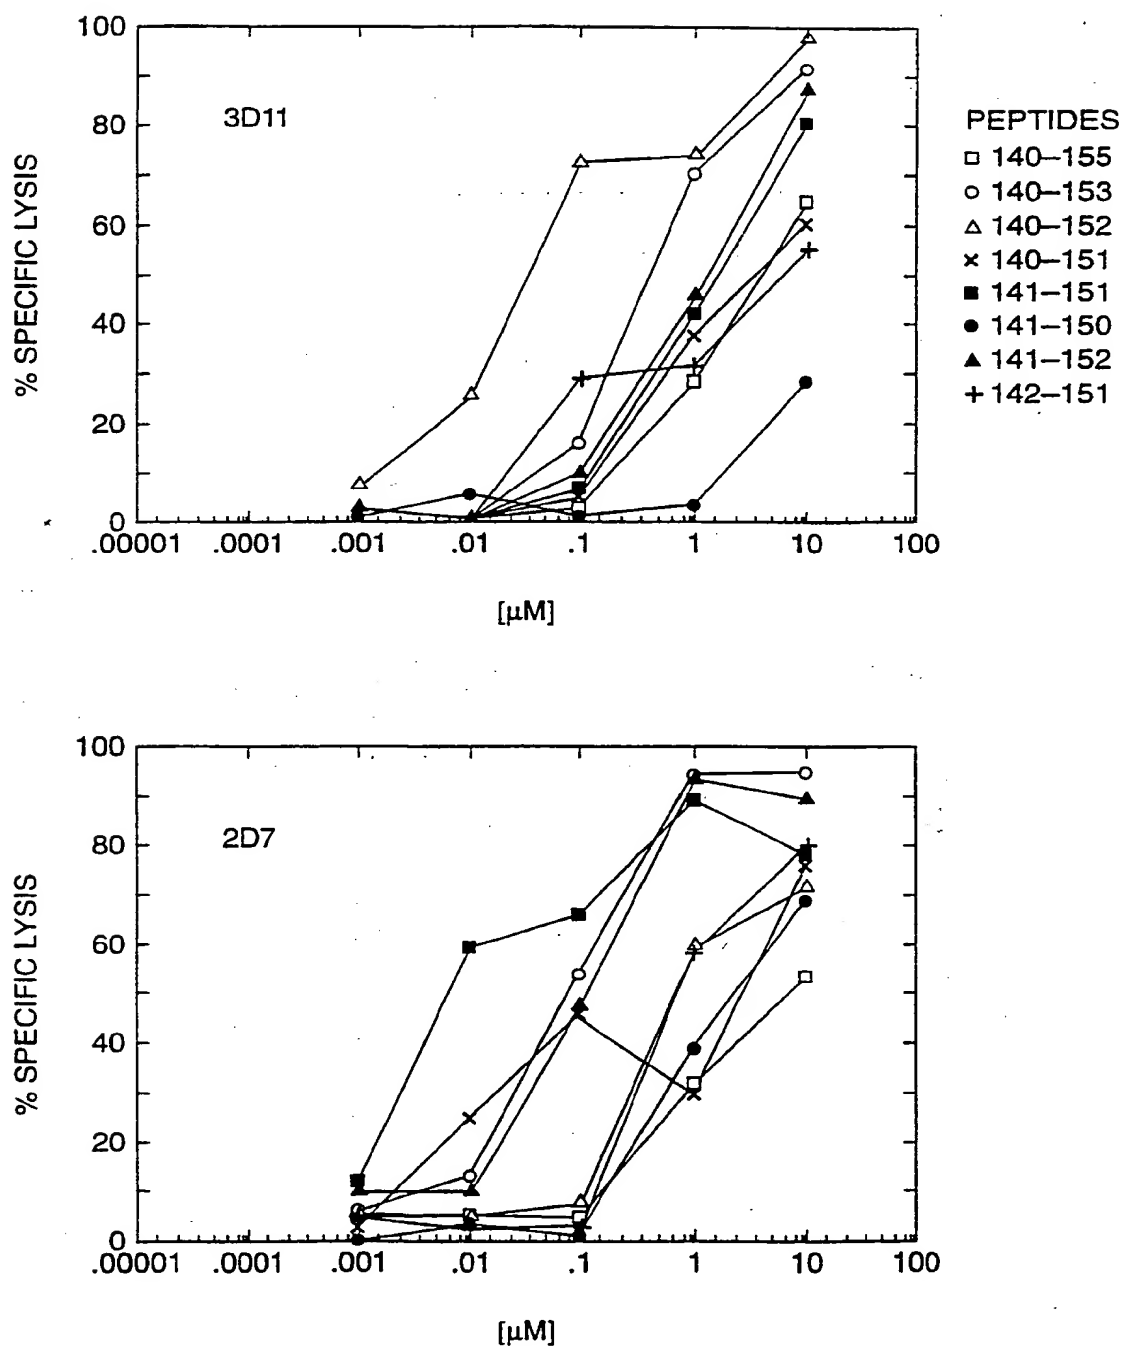 3D11
% SPECIFIC LYSIS
100
80
60
40
20
0
.00001 .0001 .001 .01 .1 1 10 100
[µM]
PEPTIDES
□ 140–155
○ 140–153
△ 140–152
× 140–151
■ 141–151
● 141–150
▲ 141–152
+ 142–151
2D7
% SPECIFIC LYSIS
100
80
60
40
20
0
.00001 .0001 .001 .01 .1 1 10 100
[µM]